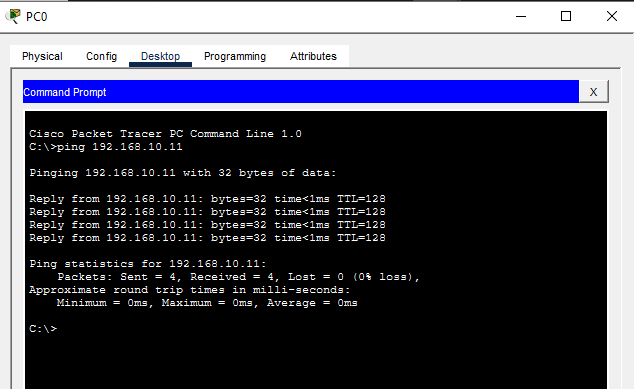 PC0
Physical Config Desktop Programming Attributes
Command Prompt X
Cisco Packet Tracer PC Command Line 1.0
C:\>ping 192.168.10.11
Pinging 192.168.10.11 with 32 bytes of data:
Reply from 192.168.10.11: bytes=32 time<1ms TTL=128
Reply from 192.168.10.11: bytes=32 time<1ms TTL=128
Reply from 192.168.10.11: bytes=32 time<1ms TTL=128
Reply from 192.168.10.11: bytes=32 time<1ms TTL=128
Ping statistics for 192.168.10.11:
Packets: Sent = 4, Received = 4, Lost = 0 (0% loss),
Approximate round trip times in milli-seconds:
Minimum = 0ms, Maximum = 0ms, Average = 0ms
C:\>